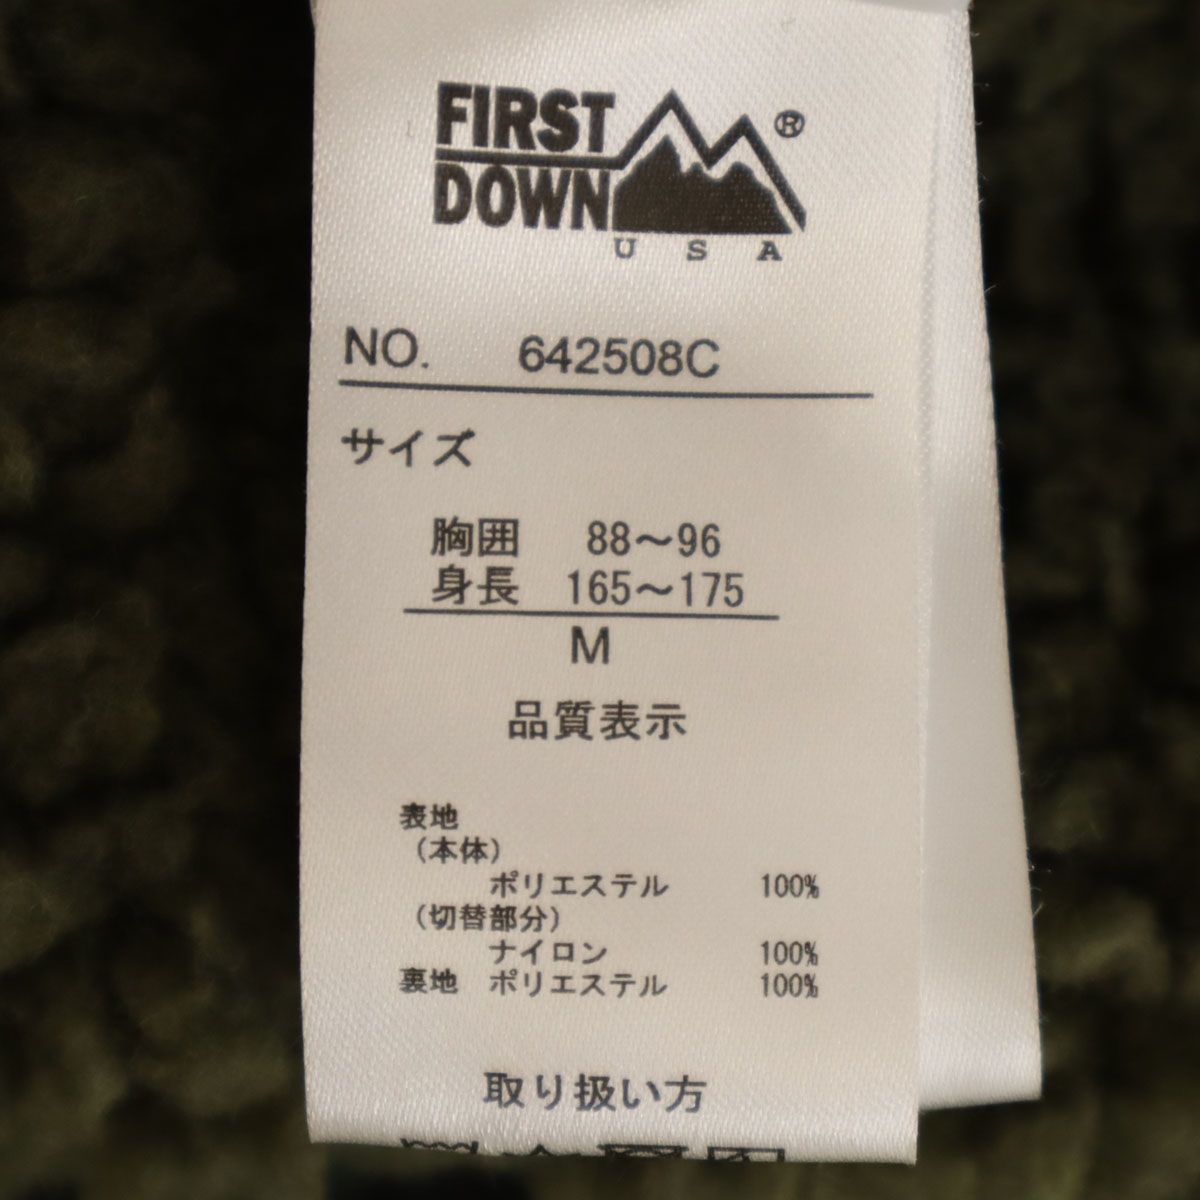 FIRST
DOWN
USA
®
NO. 642508C
サイズ
胸囲 88～96
身長 165～175
M
品質表示
表地
（本体）
ポリエステル 100%
（切替部分）
ナイロン 100%
裏地 ポリエステル 100%
取り扱い方